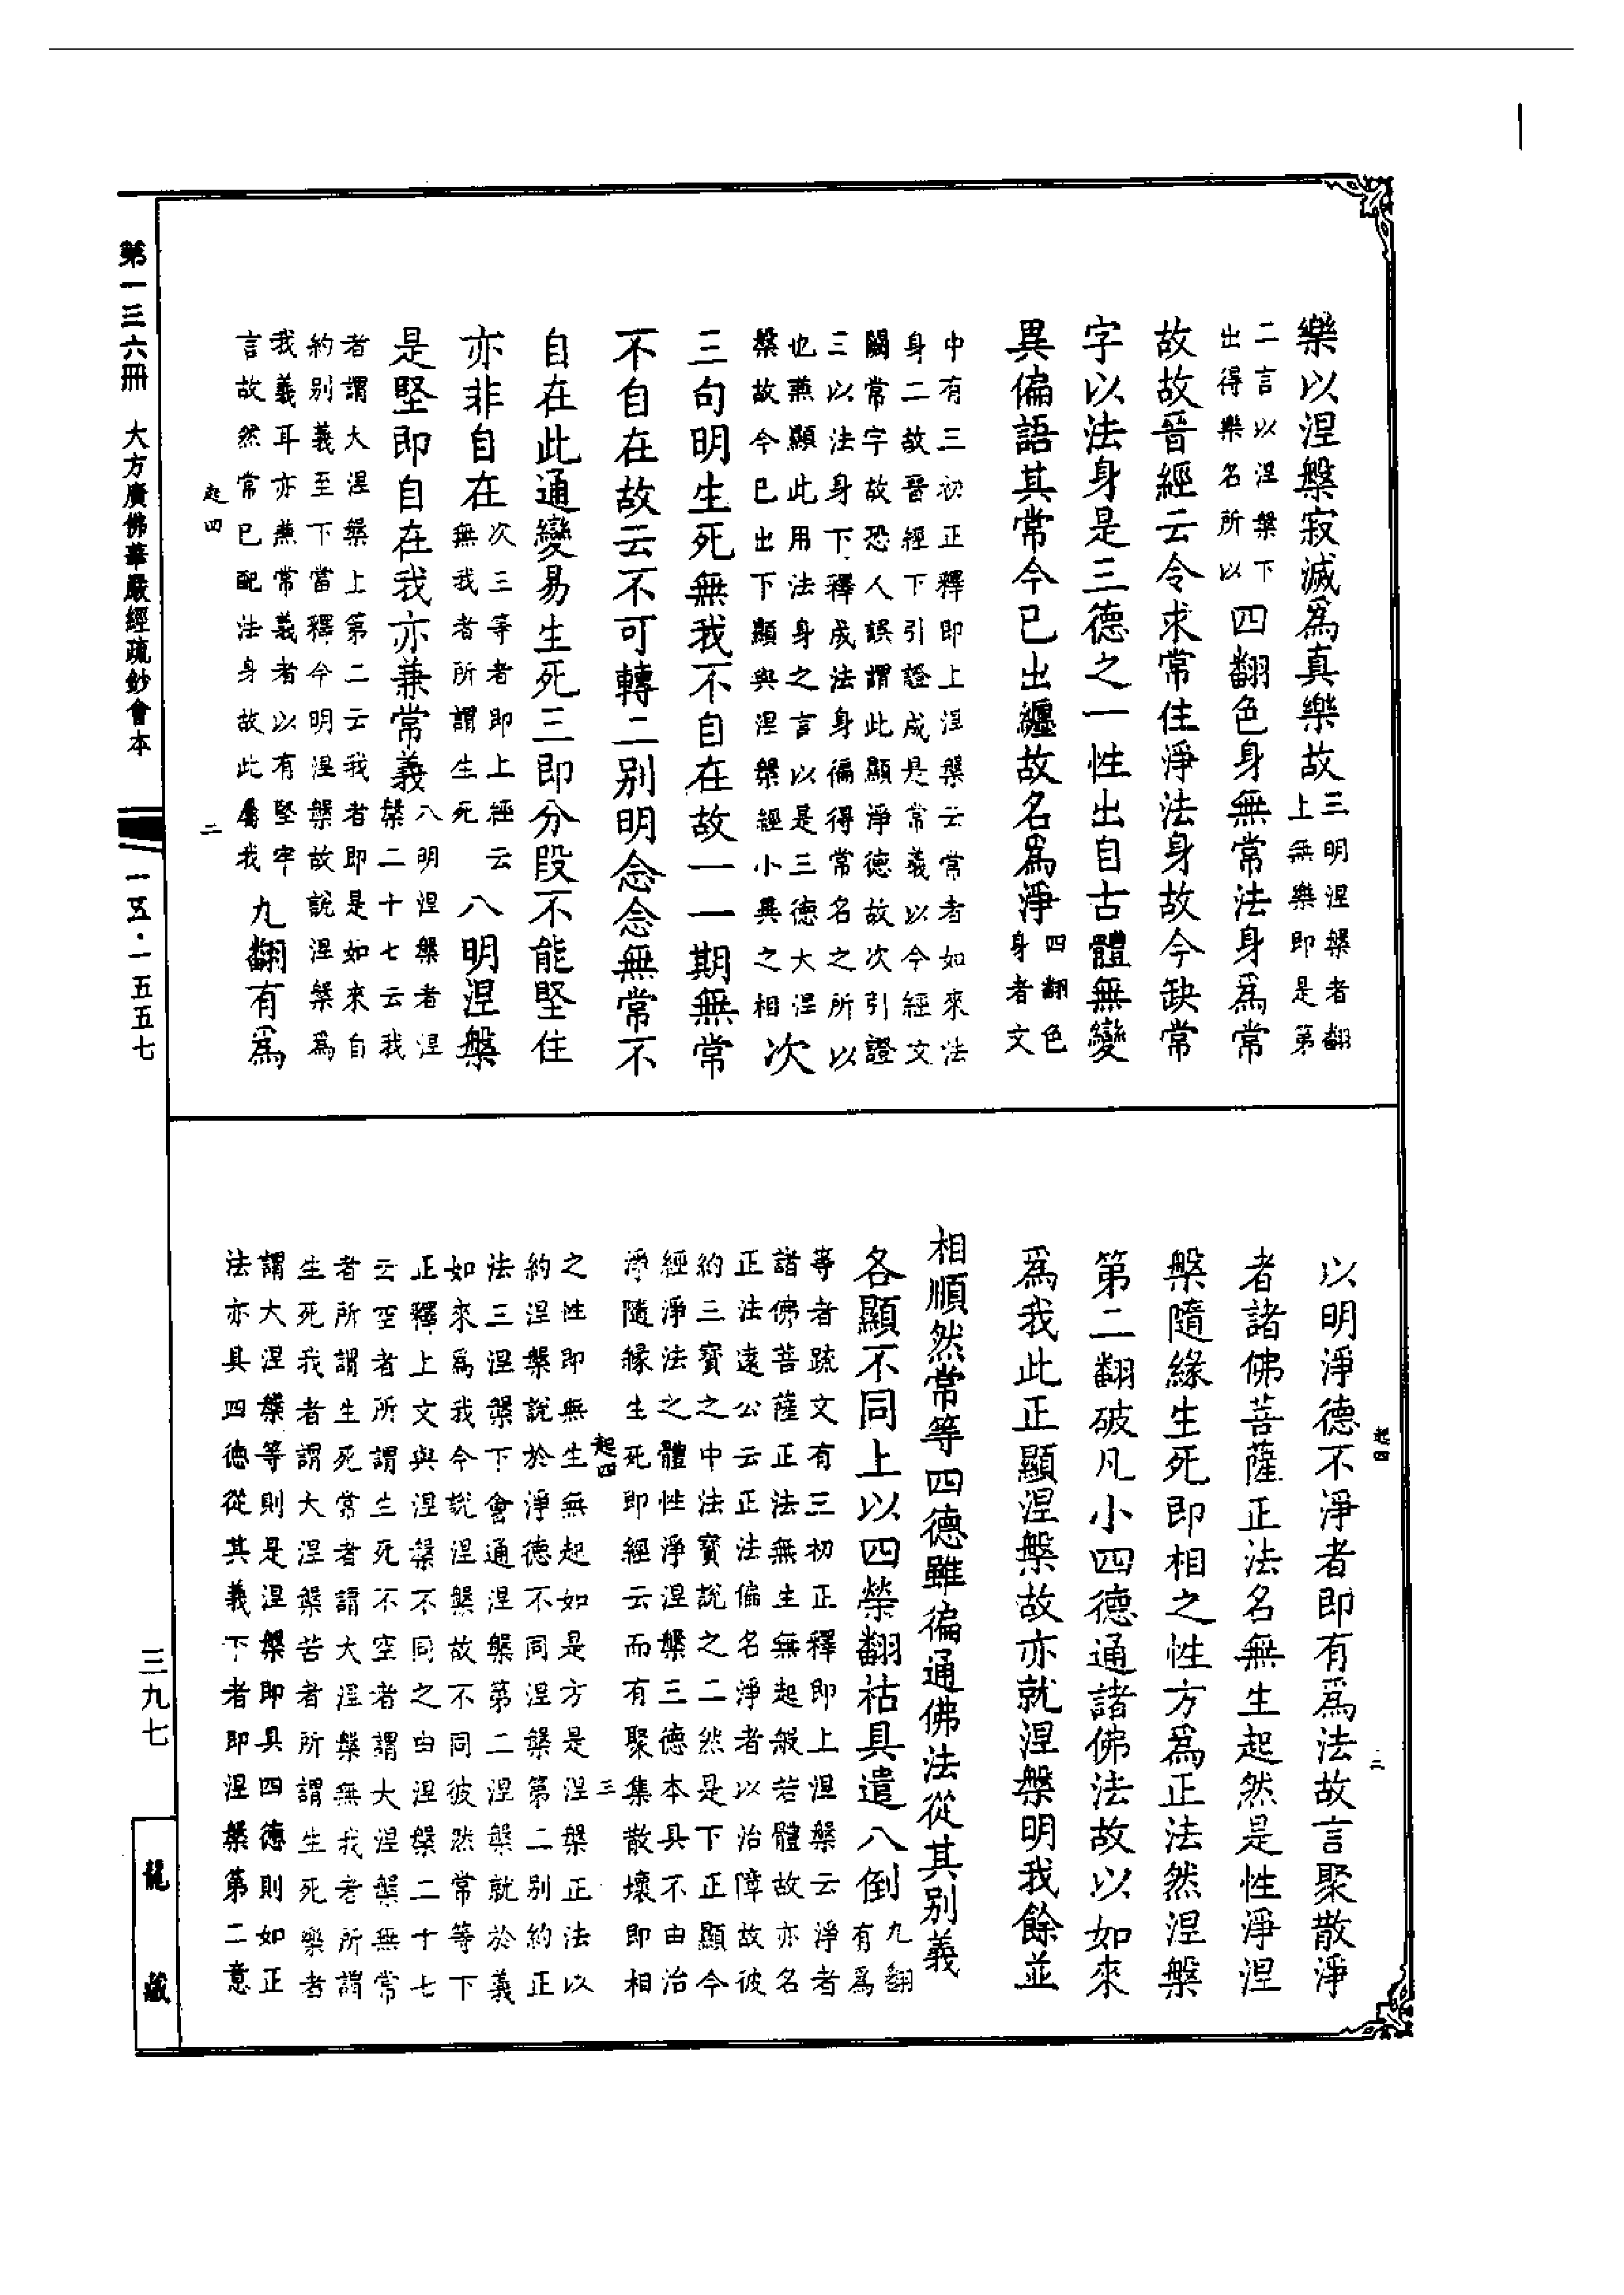 樂以涅槃寂滅爲真樂故三明涅槃者翻
上無樂即是第
二言以涅槃下
出得樂名所以四翻色身無常法身爲常
故故晉經云令求常住淨法身故今缺常
字以法身是三德之一性出自古體無變
異偏語其常今已出纏故名爲淨四翻色
身者文
中有三初正釋即上涅槃云常者如來法
身二故晉經下引證成是常義以今經文
闕常字故恐人誤謂此顯淨德故次引證
三以法身下釋成法身徧得常名之所以
也兼顯此用法身之言以是三德大涅
槃故今已出下顯與涅槃經小異之相次
三句明生死無我不自在故一一期無常
不自在故云不可轉二別明念念無常不
自在此通變易生死三即分段不能堅住
亦非自在次三等者即上經云
無我者所謂生死八明涅槃
是堅即自在我亦兼常義八明涅槃者涅
槃二十七云我
者謂大涅槃上第二云我者即是如來自
約別義至下當釋今明涅槃故說涅槃爲
我義耳亦兼常義者以有堅牢
言故然常已配法身故此屬我九翻有爲
起四
二
第一三六冊 大方廣佛華嚴經疏鈔會本
一五·一五五七
起四
二
以明淨德不淨者即有爲法故言聚散淨
者諸佛菩薩正法名無生起然是性淨涅
槃隨緣生死即相之性方爲正法然涅槃
第二翻破凡小四德通諸佛法故以如來
爲我此正顯涅槃故亦就涅槃明我餘並
相順然常等四德雖徧通佛法從其別義
各顯不同上以四榮翻祜具遣八倒九翻
有爲
等者疏文有三初正釋即上涅槃云淨者
諸佛菩薩正法無生無起般若體故亦名
正法遠公云正法偏名淨者以治障故彼
約三寶之中法寶說之二然是下正顯今
經淨法之體性淨涅槃三德本具不由治
淨隨緣生死即經云而有聚集散壞即相
起四
三
之性即無生無起如是方是涅槃正法以
約涅槃說於淨德不同涅槃第二別約正
法三涅槃下會通涅槃第二涅槃就於義
如來爲我今說涅槃故不同彼然常等下
正釋上文與涅槃不同之由涅槃二十七
云空者所謂生死不空者謂大涅槃無常
者所謂生死常者謂大涅槃無我者所謂
生死我者謂大涅槃苦者所謂生死樂者
謂大涅槃等則是涅槃即具四德則如正
法亦具四德從其義下者即涅槃第二意
三九七
龍藏